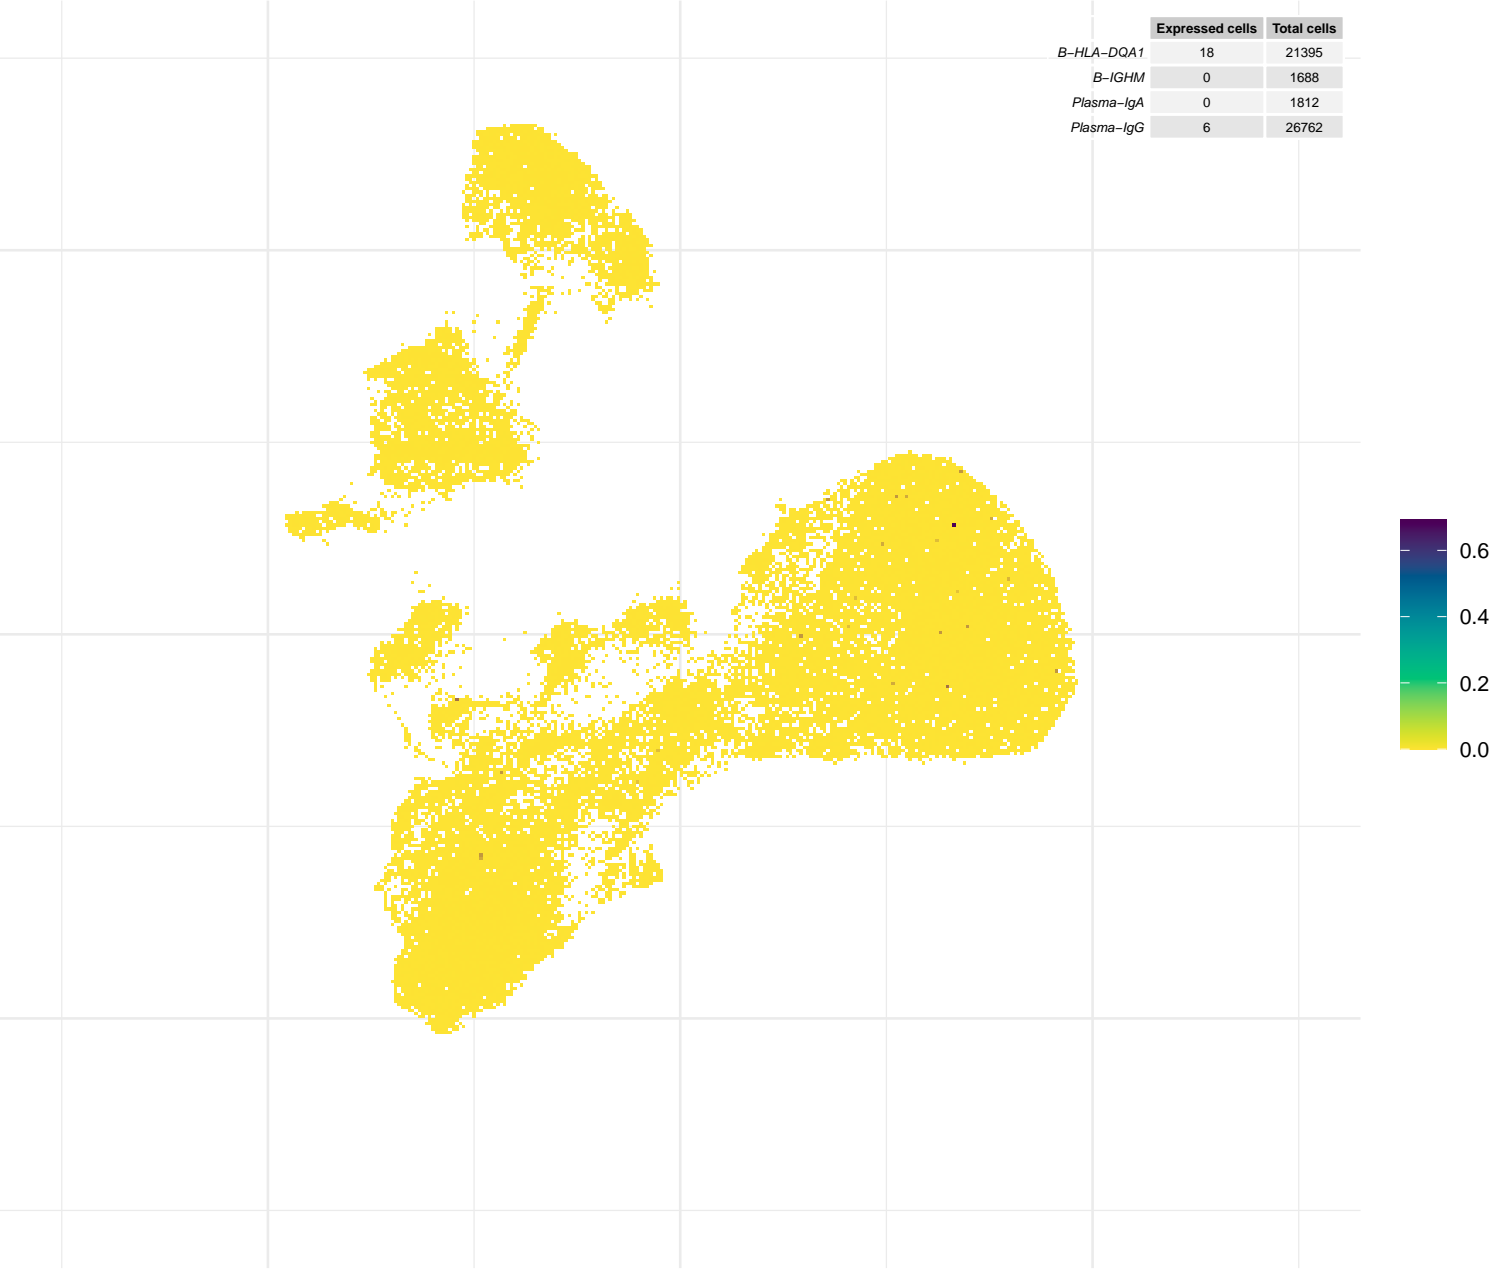 Expressed cells Total cells
B−HLA−DQA1 18 21395
B−IGHM 0 1688
Plasma−IgA 0 1812
Plasma−IgG 6 26762
0.6
0.4
0.2
0.0